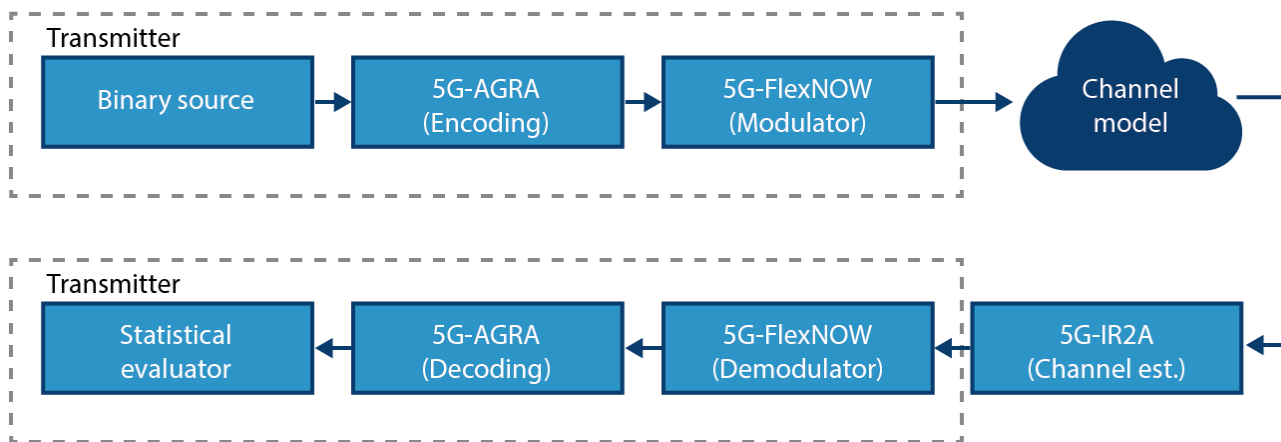 Transmitter
Binary source
5G-AGRA
(Encoding)
5G-FlexNOW
(Modulator)
Channel
model
Transmitter
Statistical
evaluator
5G-AGRA
(Decoding)
5G-FlexNOW
(Demodulator)
5G-IR2A
(Channel est.)